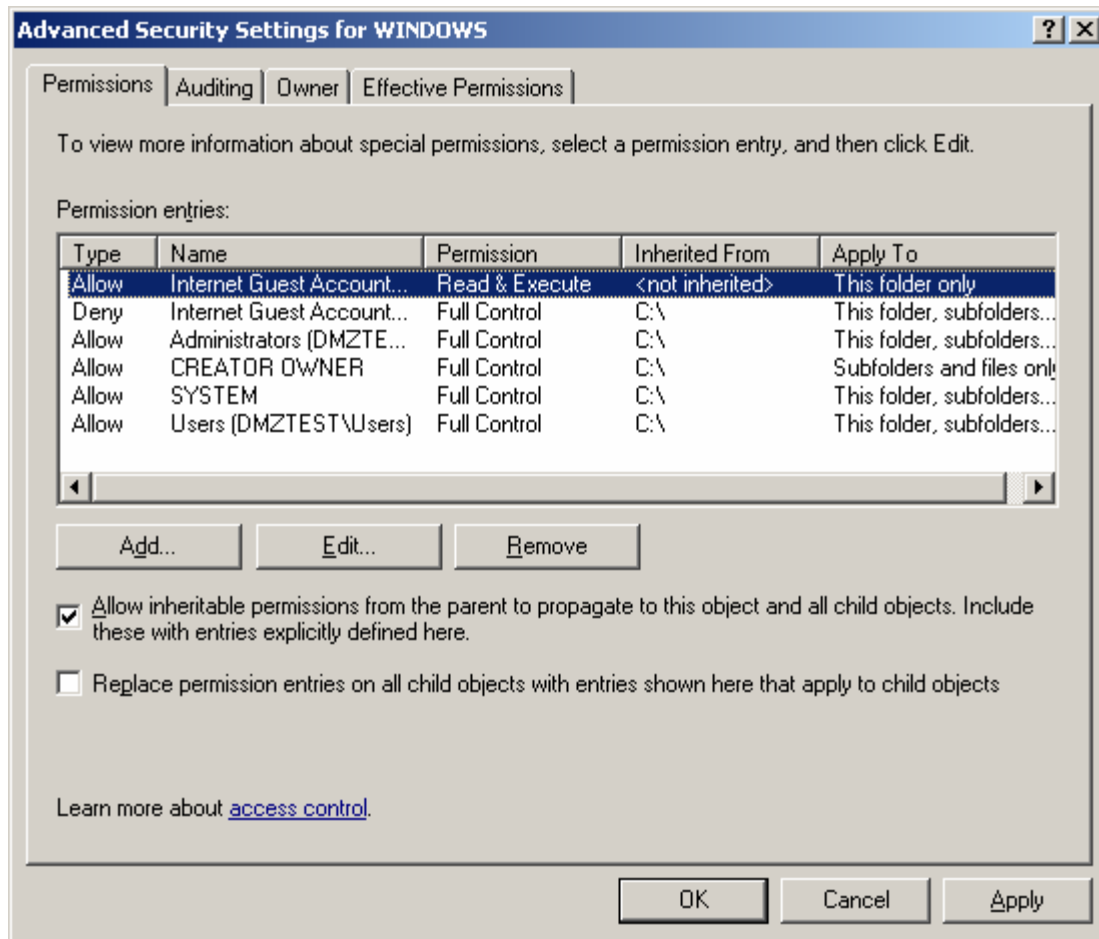 Advanced Security Settings for WINDOWS
Permissions Auditing Owner Effective Permissions
To view more information about special permissions, select a permission entry, and then click Edit.
Permission entries:
Type Name Permission Inherited From Apply To
Allow Internet Guest Account... Read & Execute <not inherited> This folder only
Deny Internet Guest Account... Full Control C:\ This folder, subfolders...
Allow Administrators (DMZTE... Full Control C:\ This folder, subfolders...
Allow CREATOR OWNER Full Control C:\ Subfolders and files only
Allow SYSTEM Full Control C:\ This folder, subfolders...
Allow Users (DMZTEST\Users) Full Control C:\ This folder, subfolders...
Add... Edit... Remove
Allow inheritable permissions from the parent to propagate to this object and all child objects. Include
these with entries explicitly defined here.
Replace permission entries on all child objects with entries shown here that apply to child objects
Learn more about access control.
OK Cancel Apply